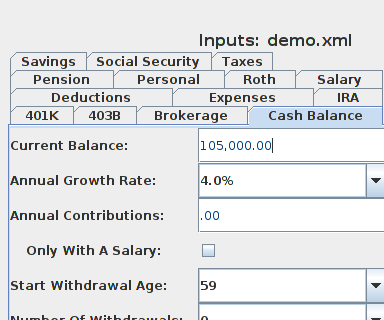 Inputs: demo.xml
Savings Social Security Taxes
Pension Personal Roth Salary
Deductions Expenses IRA
401K 403B Brokerage Cash Balance
Current Balance: 105,000.00
Annual Growth Rate: 4.0%
Annual Contributions: .00
Only With A Salary:
Start Withdrawal Age: 59
Number Of Withdrawals: 0